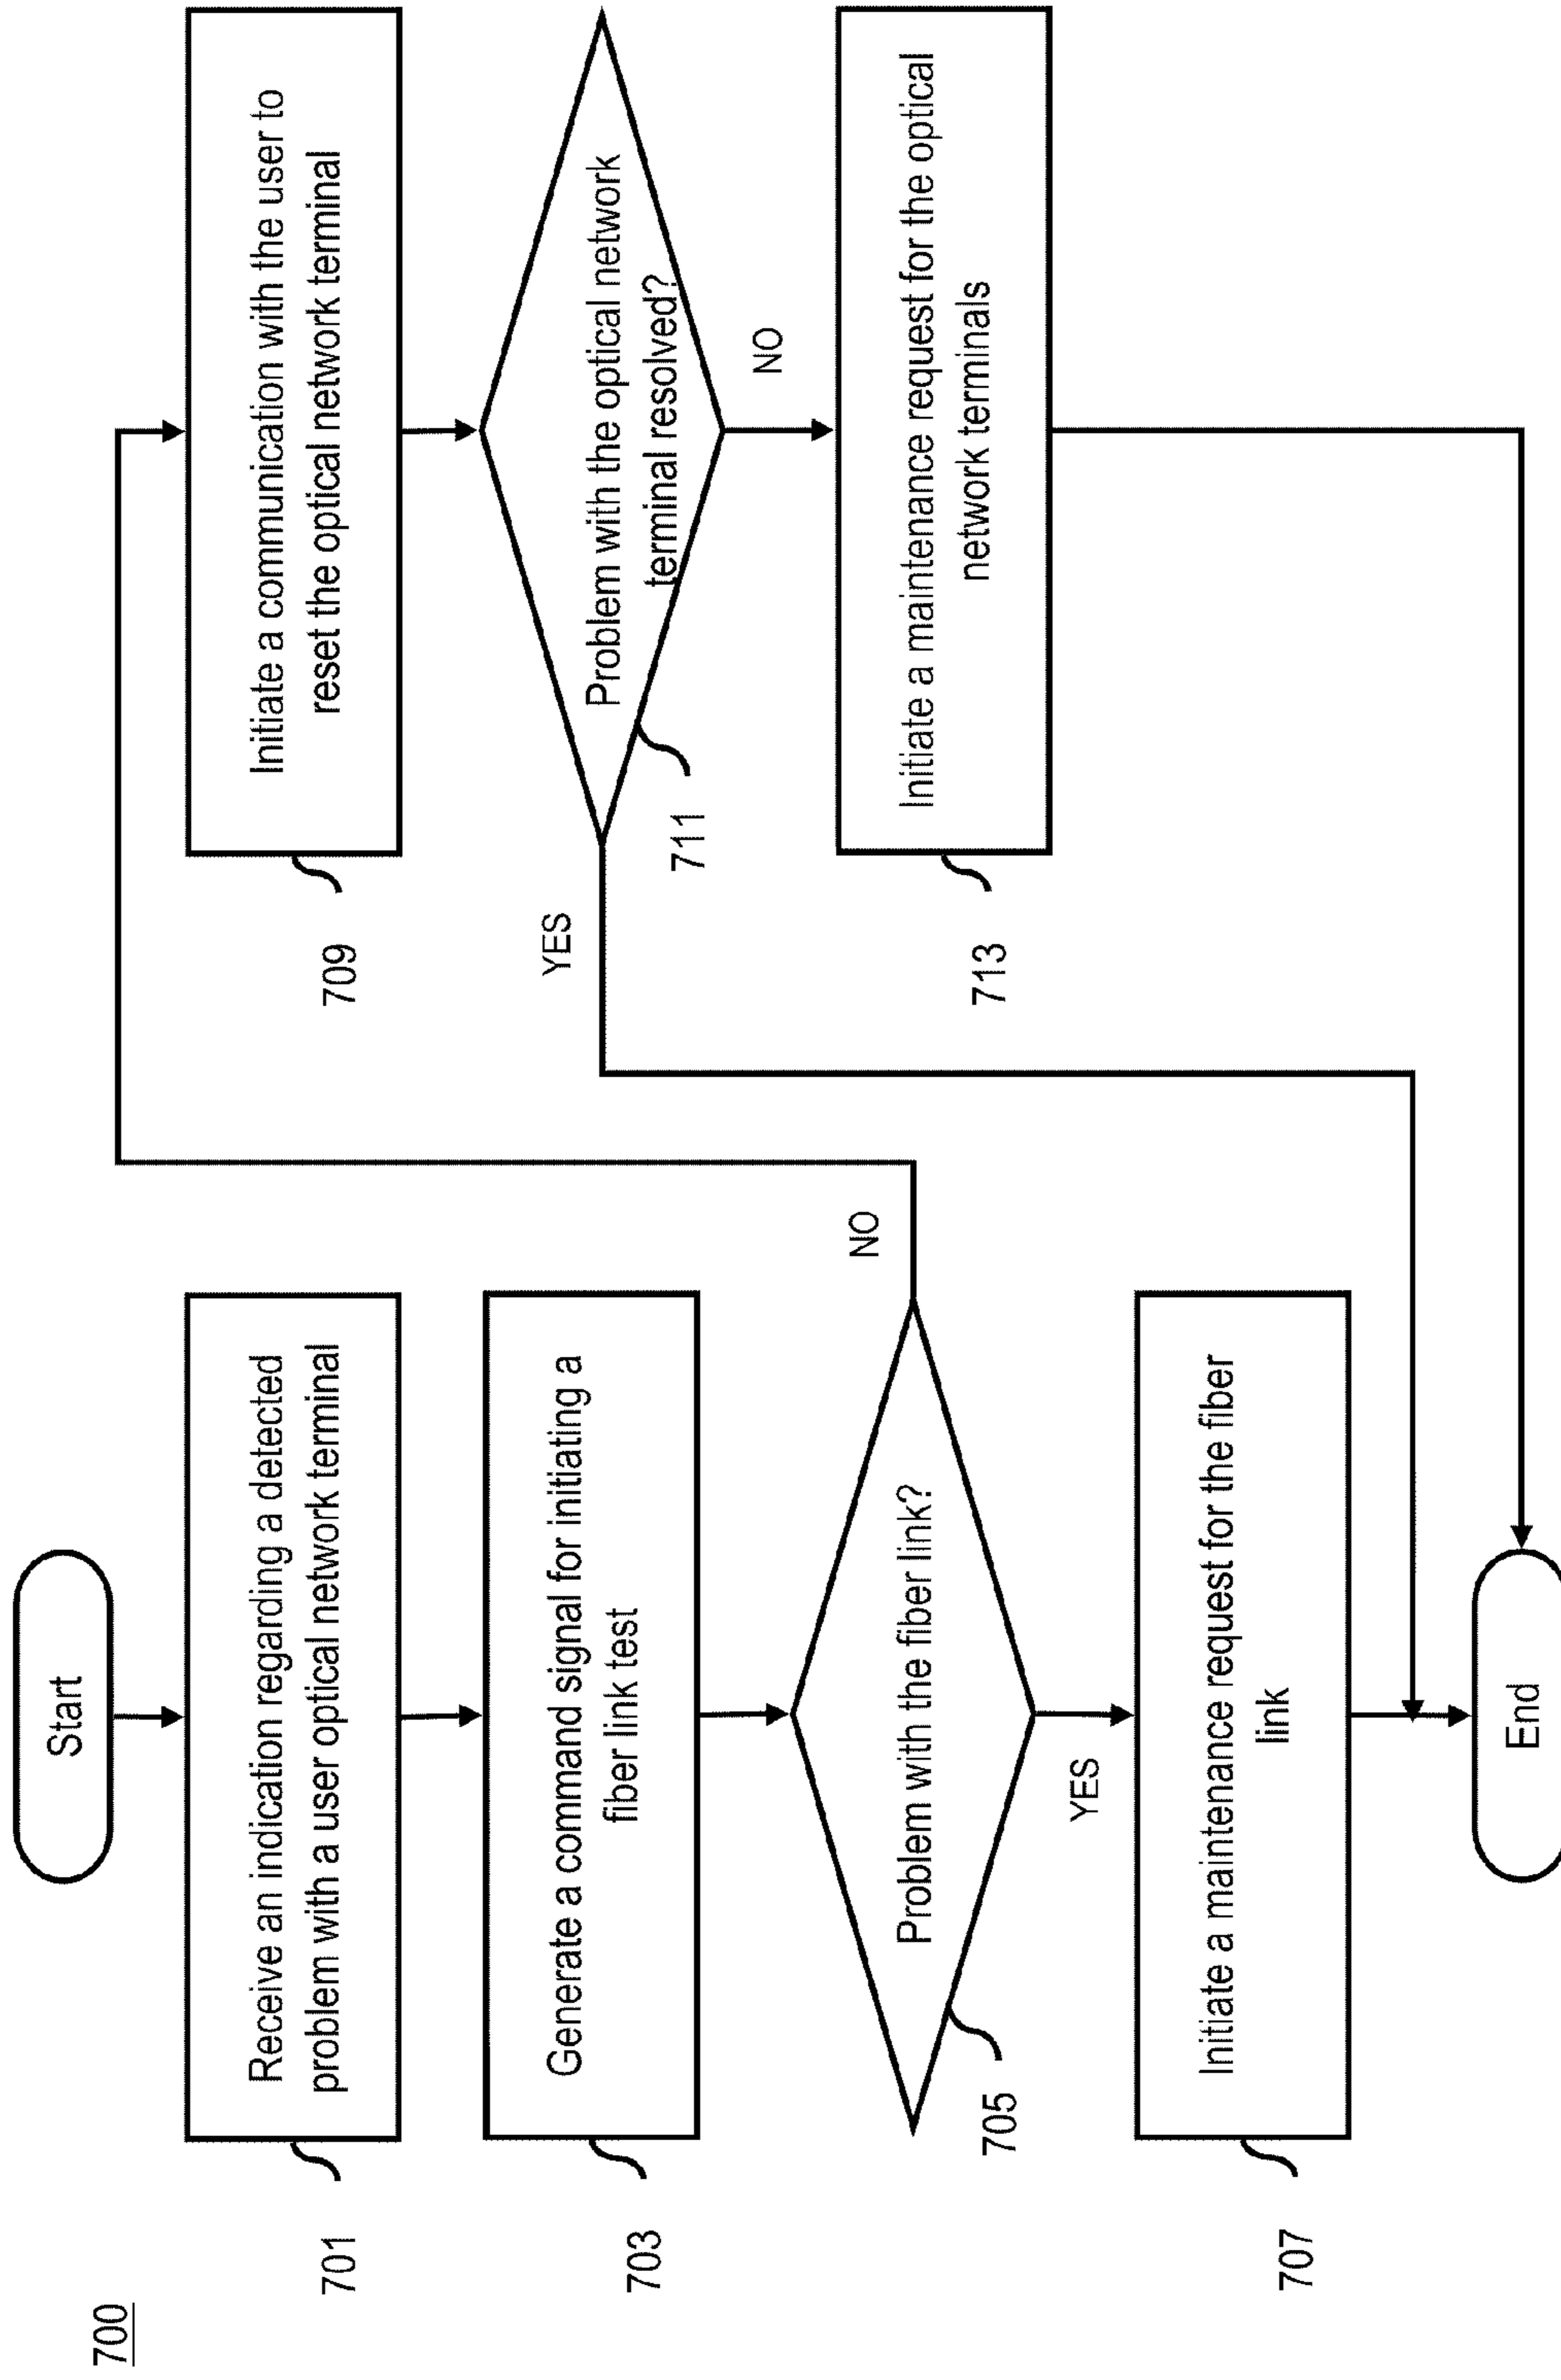 700
Start
701
Receive an indication regarding a detected
problem with a user optical network terminal
703
Generate a command signal for initiating a
fiber link test
705
Problem with the fiber link?
NO
YES
707
Initiate a maintenance request for the fiber
link
End
709
Initiate a communication with the user to
reset the optical network terminal
711
Problem with the optical network
terminal resolved?
YES
NO
713
Initiate a maintenance request for the optical
network terminals